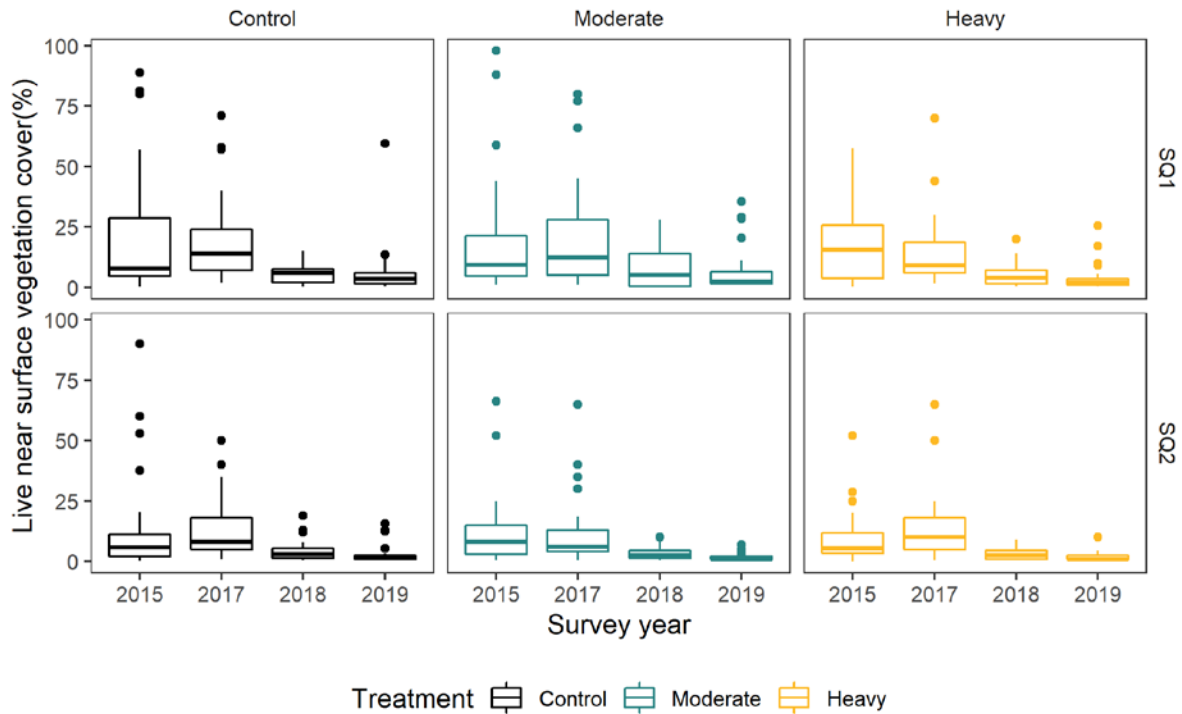 Control Moderate Heavy
Live near surface vegetation cover(%)
100
75
50
25
0
SQ1
100
75
50
25
0
SQ2
2015 2017 2018 2019 2015 2017 2018 2019 2015 2017 2018 2019
Survey year
Treatment Control Moderate Heavy